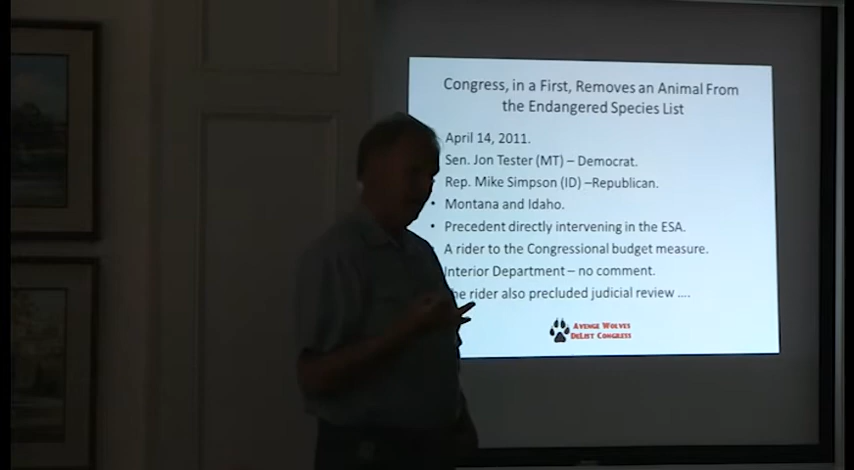 Congress, in a First, Removes an Animal From
the Endangered Species List
April 14, 2011.
Sen. Jon Tester (MT) – Democrat.
Rep. Mike Simpson (ID) –Republican.
• Montana and Idaho.
• Precedent directly intervening in the ESA.
A rider to the Congressional budget measure.
Interior Department – no comment.
rider also precluded judicial review ....
AVENGE WOLVES
DELIST CONGRESS